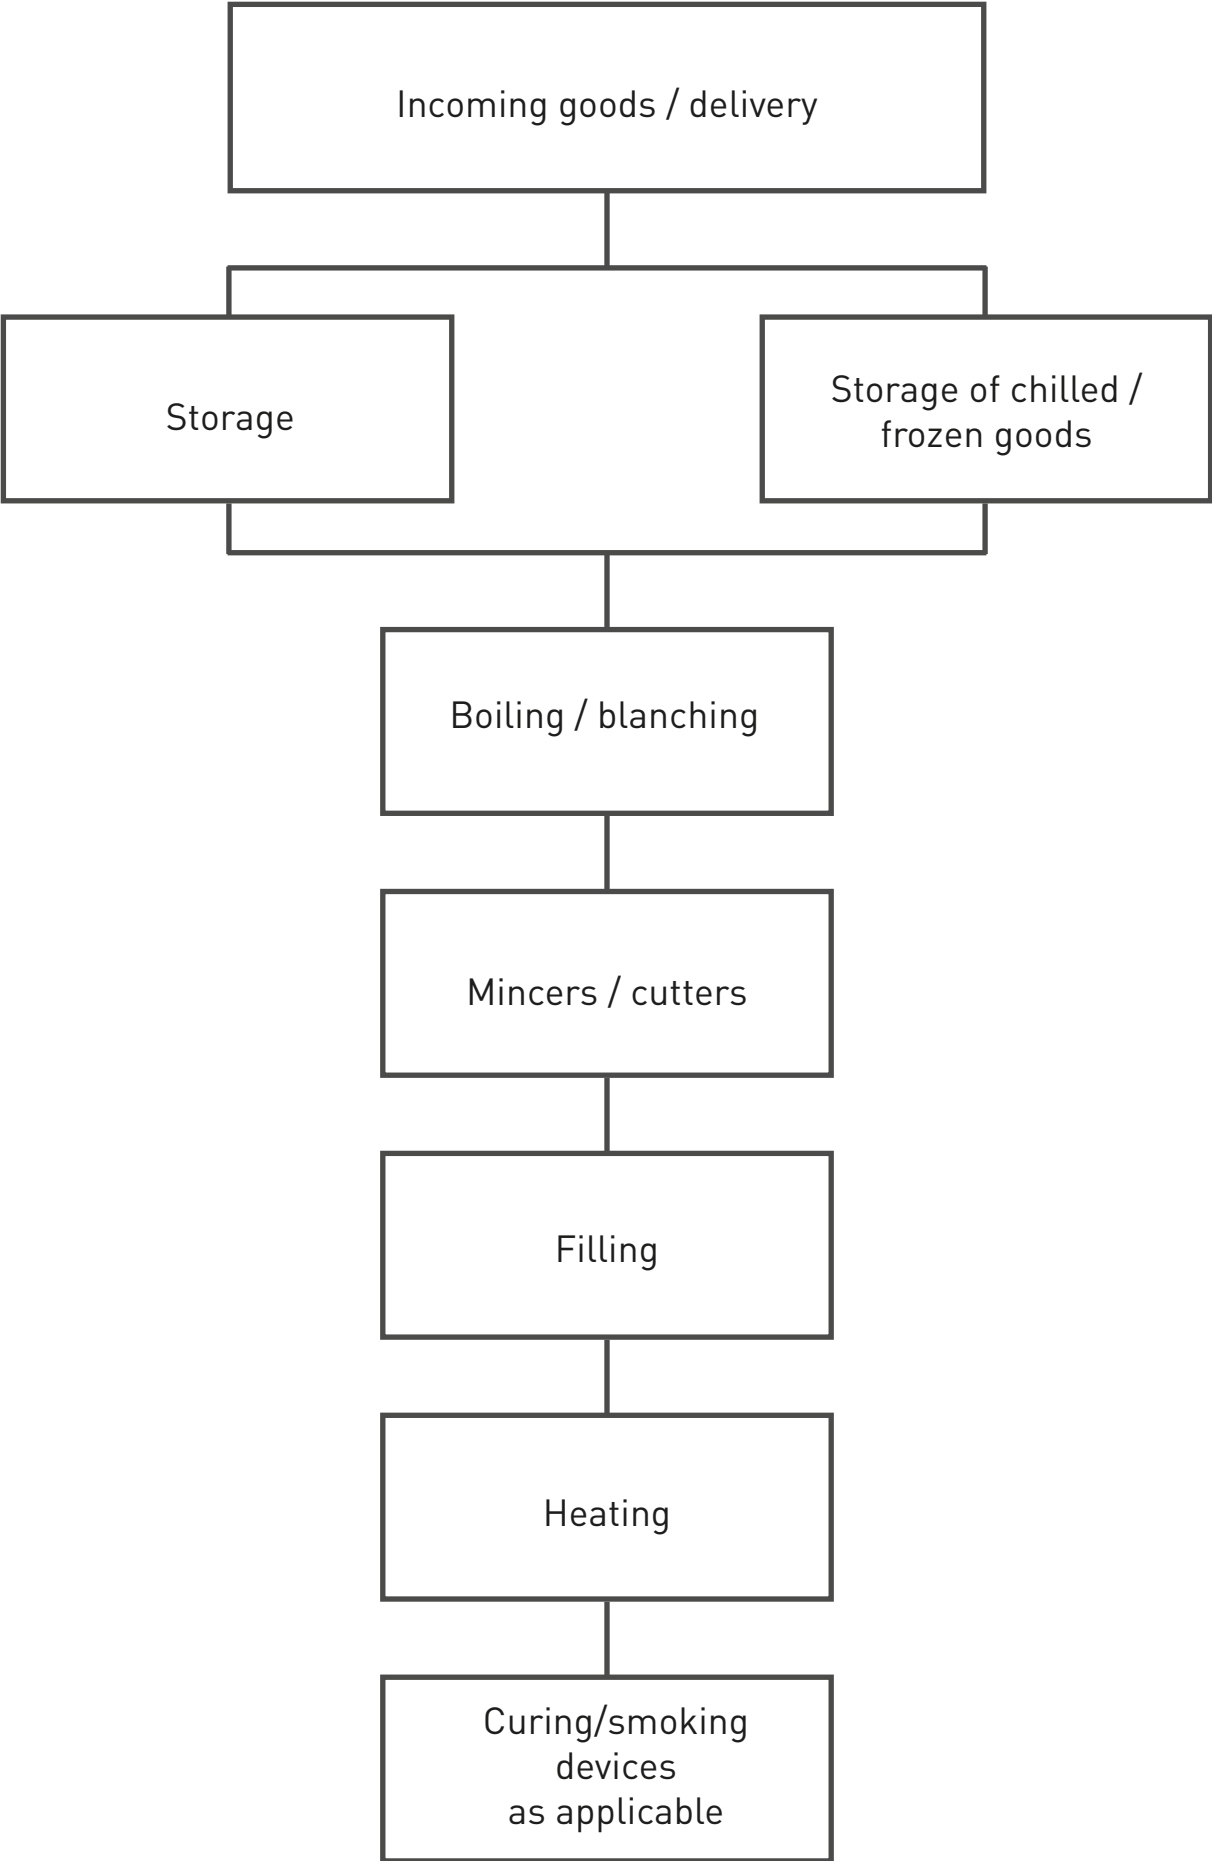 Incoming goods / delivery
Storage
Storage of chilled /
frozen goods
Boiling / blanching
Mincers / cutters
Filling
Heating
Curing/smoking
devices
as applicable